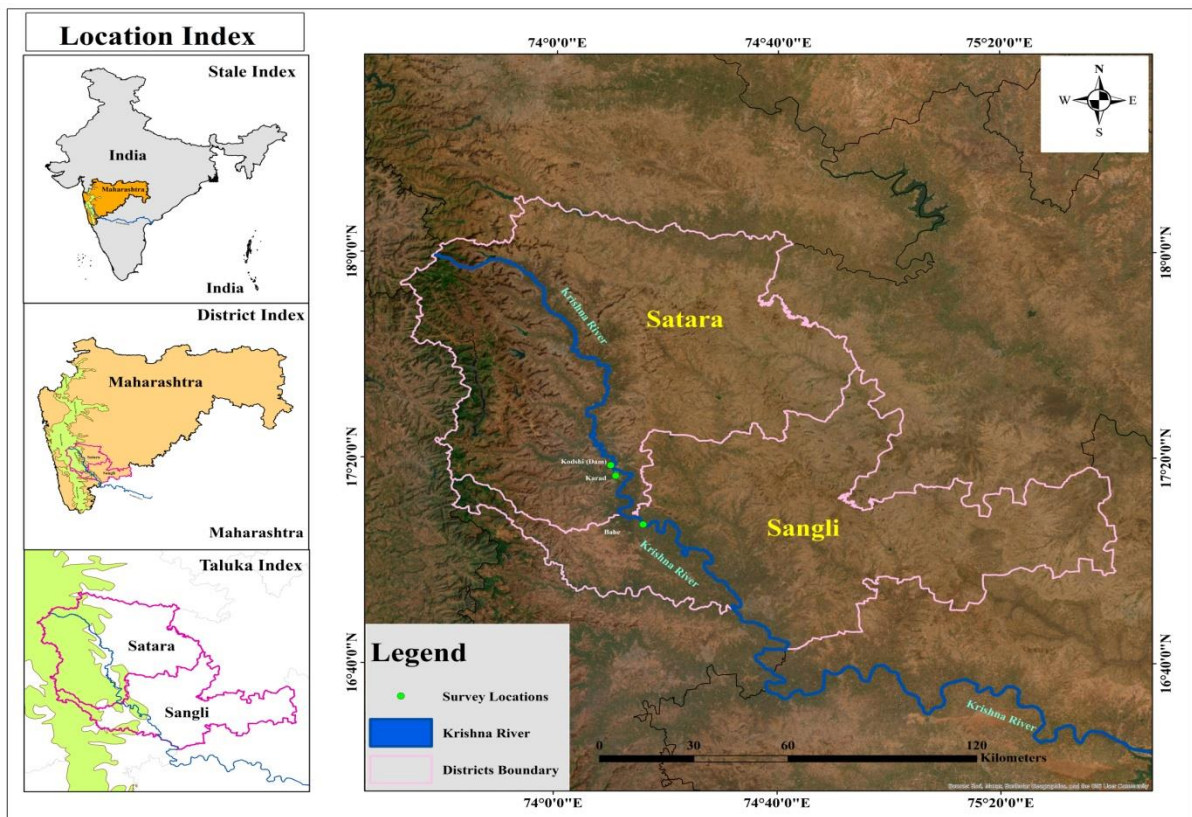 Location Index
Stale Index
India
Maharashtra
India
District Index
Maharashtra
Satara
Sangli
Maharashtra
Taluka Index
Satara
Sangli
74°0'0"E
74°40'0"E
75°20'0"E
N
W
E
S
18°0'0"N
18°0'0"N
Krishna River
Satara
17°20'0"N
17°20'0"N
Kodshi (Dam)
Karad
Bahe
Sangli
Krishna River
16°40'0"N
16°40'0"N
Krishna River
Legend
Survey Locations
Krishna River
Districts Boundary
0
30
60
120
Kilometers
74°0'0"E
74°40'0"E
75°20'0"E